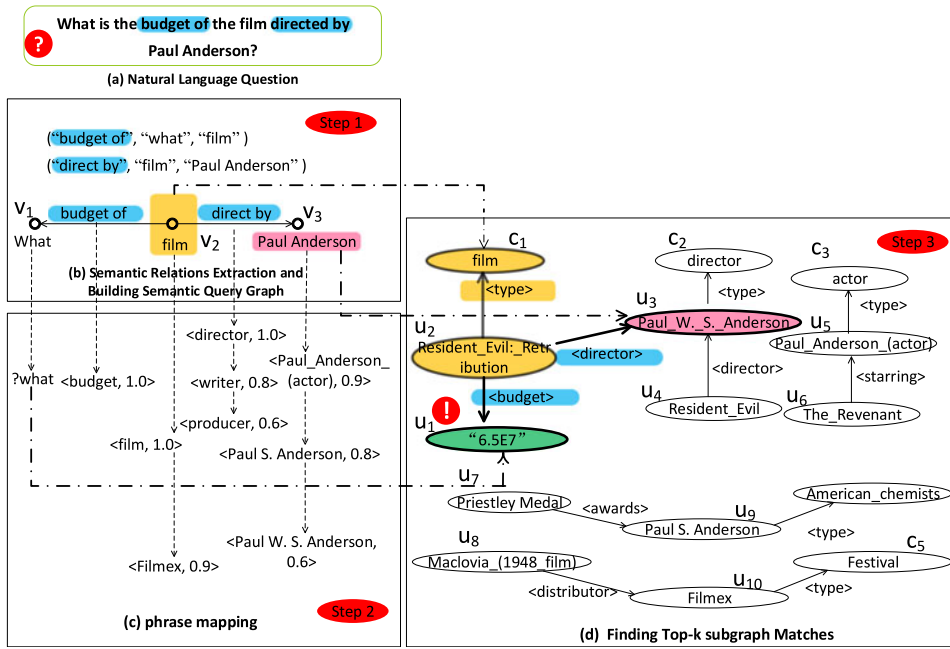 What is the budget of the film directed by
Paul Anderson?
?
(a) Natural Language Question
Step 1
(“budget of”, “what”, “film” )
(“direct by”, “film”, “Paul Anderson” )
v1
budget of
direct by
v3
What
film
v2
Paul Anderson
(b) Semantic Relations Extraction and
Building Semantic Query Graph
<director, 1.0>
<Paul_Anderson_
(actor), 0.9>
?what
<budget, 1.0>
<writer, 0.8>
<producer, 0.6>
<film, 1.0>
<Paul S. Anderson, 0.8>
<Paul W. S. Anderson,
0.6>
<Filmex, 0.9>
(c) phrase mapping
Step 2
Step 3
c1
film
<type>
c2
director
<type>
c3
actor
<type>
u3
Paul_W._S._Anderson
u2
Resident_Evil:_Retr
ibution
<director>
u5
Paul_Anderson_(actor)
<budget>
<director>
<starring>
u4
Resident_Evil
u6
The_Revenant
!
u1
“6.5E7”
u7
Priestley Medal
<awards>
u9
Paul S. Anderson
American_chemists
<type>
u8
Maclovia_(1948_film)
<distributor>
u10
Filmex
c5
Festival
<type>
(d) Finding Top-k subgraph Matches